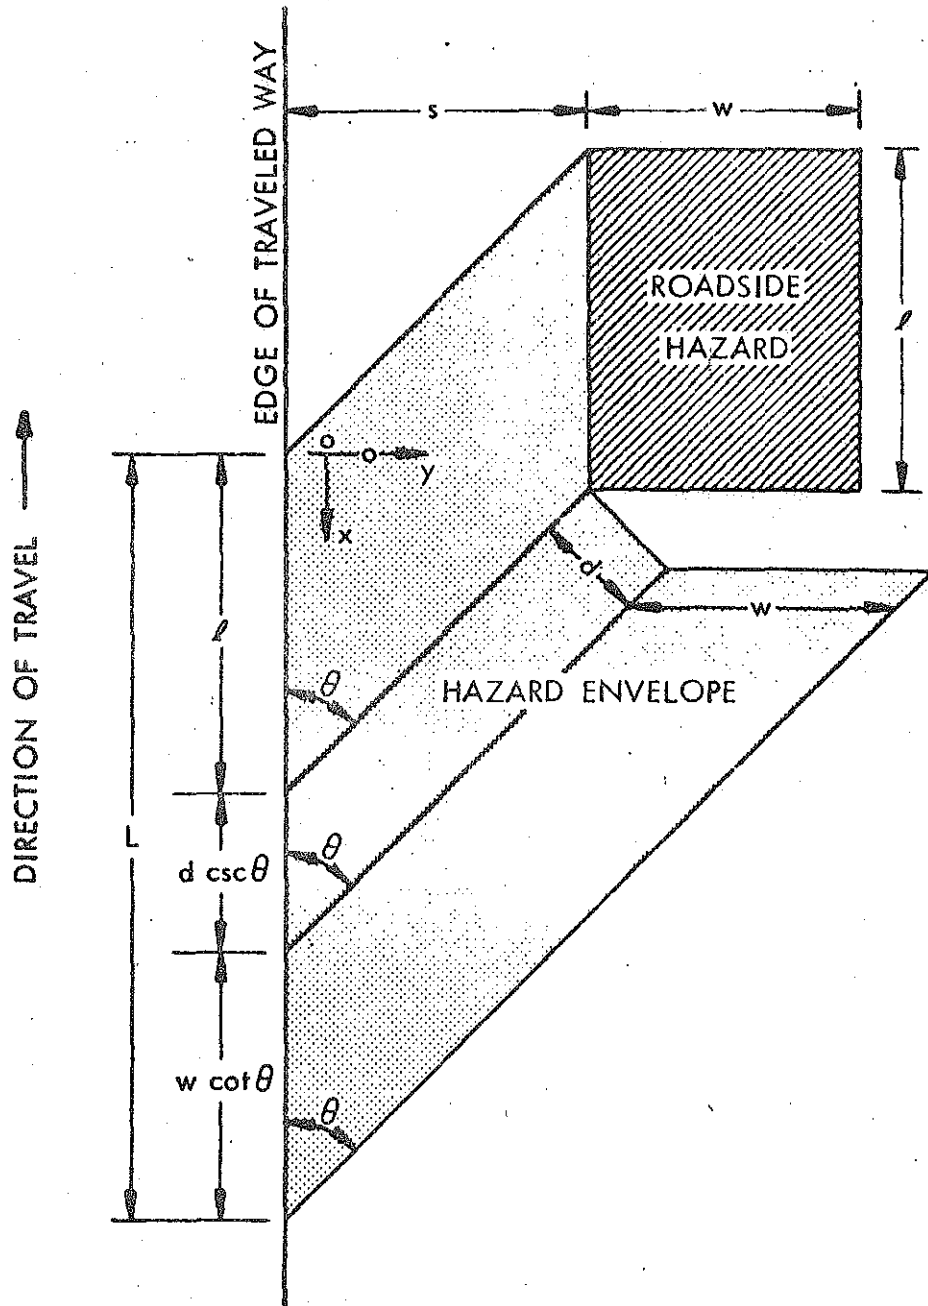 EDGE OF TRAVELED WAY
s
w
ROADSIDE
HAZARD
ℓ
DIRECTION OF TRAVEL
o
o
y
x
ℓ
d
w
θ
HAZARD ENVELOPE
L
θ
d cscθ
w cotθ
θ